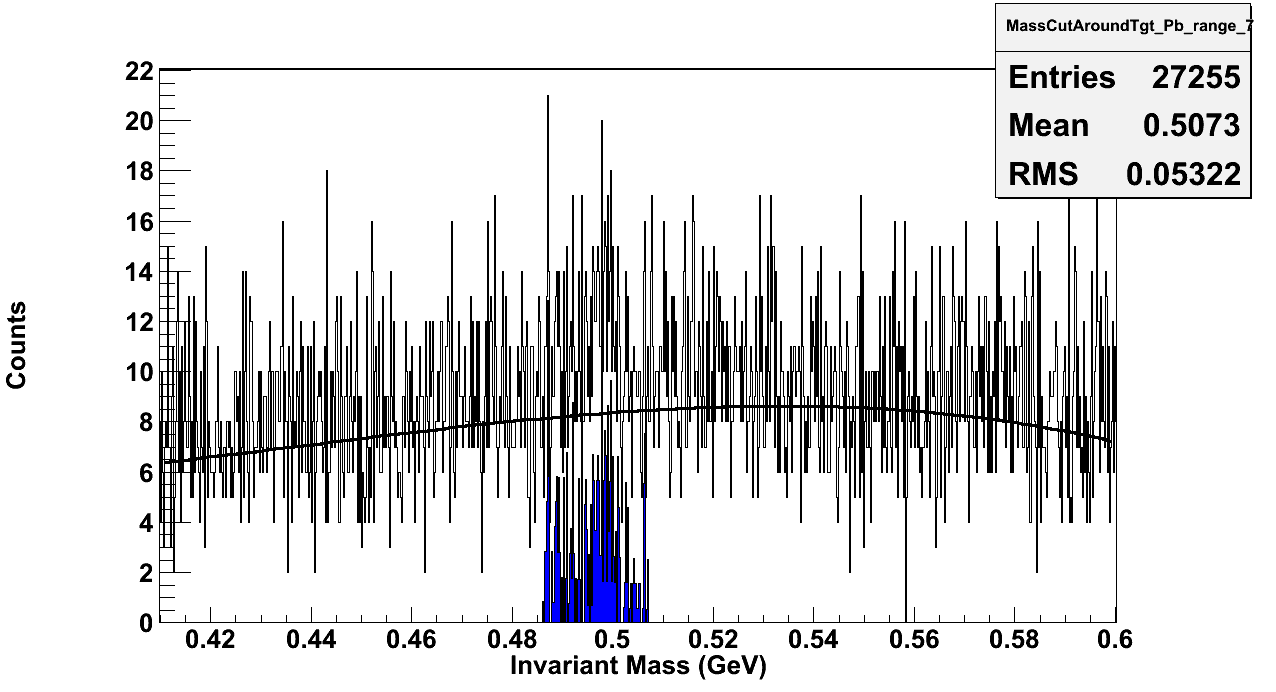 MassCutAroundTgt_Pb_range_7
Entries 27255
Mean 0.5073
RMS 0.05322
Counts
22
20
18
16
14
12
10
8
6
4
2
0
0.42 0.44 0.46 0.48 0.5 0.52 0.54 0.56 0.58 0.6
Invariant Mass (GeV)